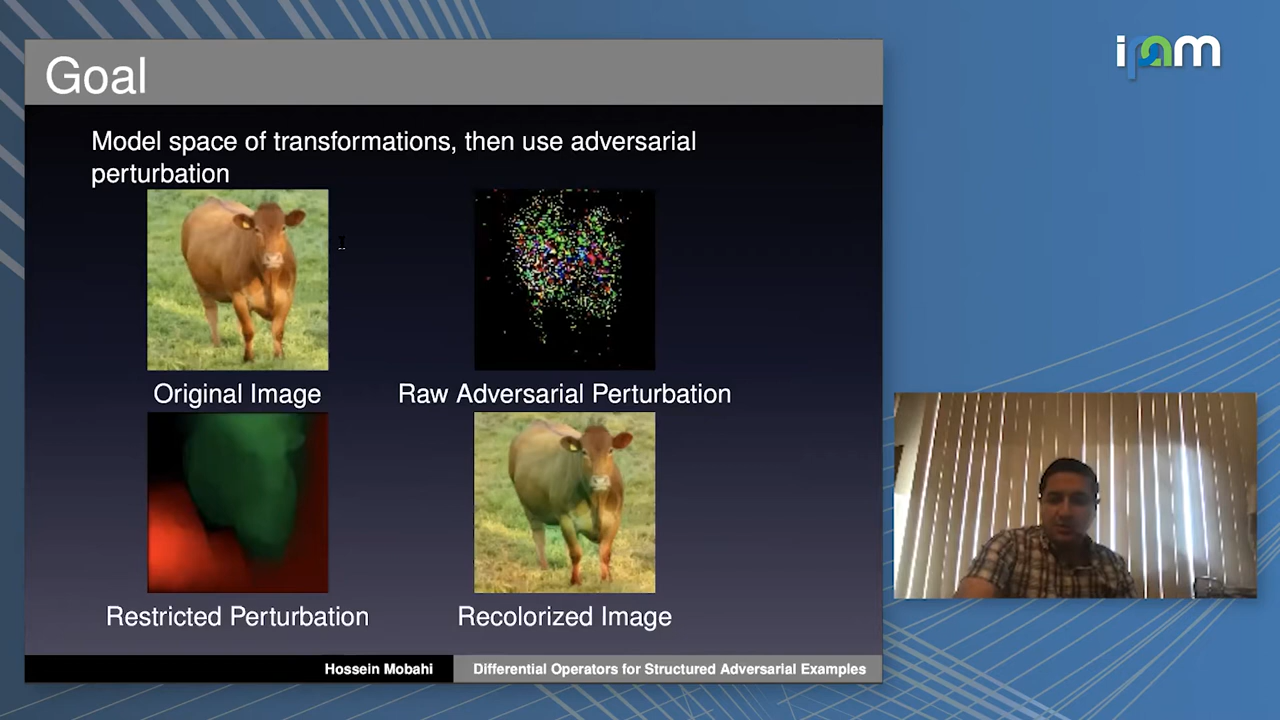 ipam
Goal
Model space of transformations, then use adversarial
perturbation
Original Image
Raw Adversarial Perturbation
Restricted Perturbation
Recolorized Image
Hossein Mobahi
Differential Operators for Structured Adversarial Examples